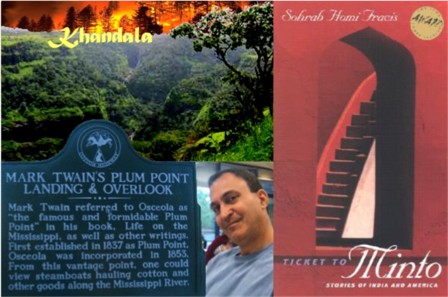 Khandala
MARK TWAIN'S PLUM POINT
LANDING & OVERLOOK
Mark Twain referred to Osceola as
"the famous and formidable Plum
Point" in his book, Life on the
Mississippi, as well as other writings.
First established in 1837 as Plum Point,
Osceola was incorporated in 1853.
From this vantage point, one could
view steamboats hauling cotton and
other goods along the Mississippi River.
Sohrab Homi Fracis
TICKET TO
Minto
STORIES OF INDIA AND AMERICA